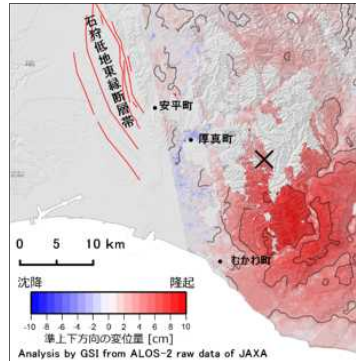 石狩低地東縁断層帯
安平町
厚真町
むかわ町
0 5 10 km
沈降 隆起
-10 -8 -6 -4 -2 0 2 4 6 8 10
準上下方向の変位量 [cm]
Analysis by GSI from ALOS-2 raw data of JAXA